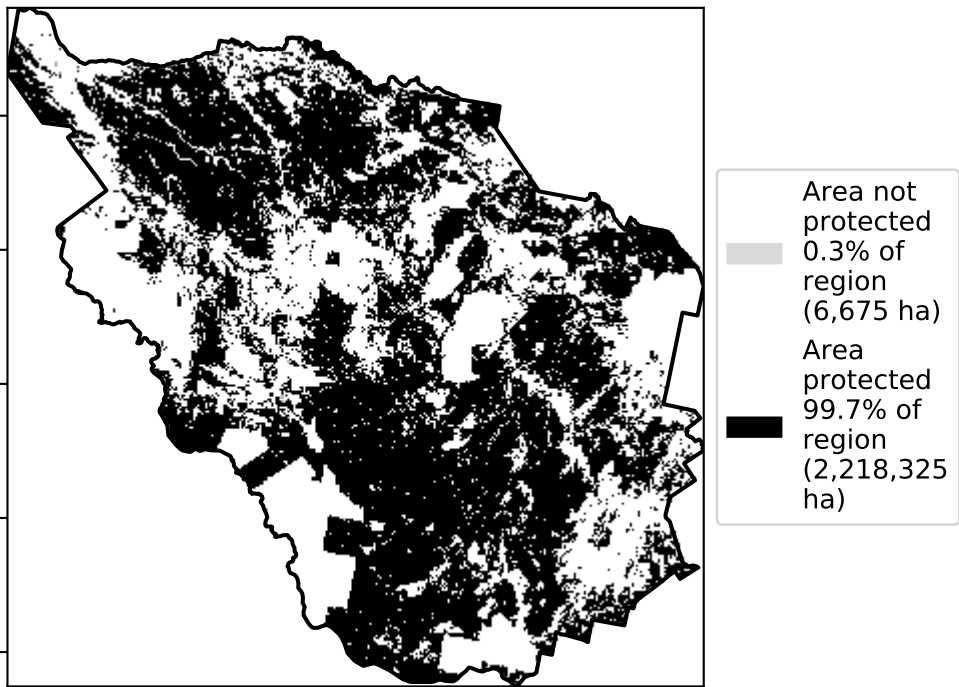 Area not
protected
0.3% of
region
(6,675 ha)
Area
protected
99.7% of
region
(2,218,325
ha)